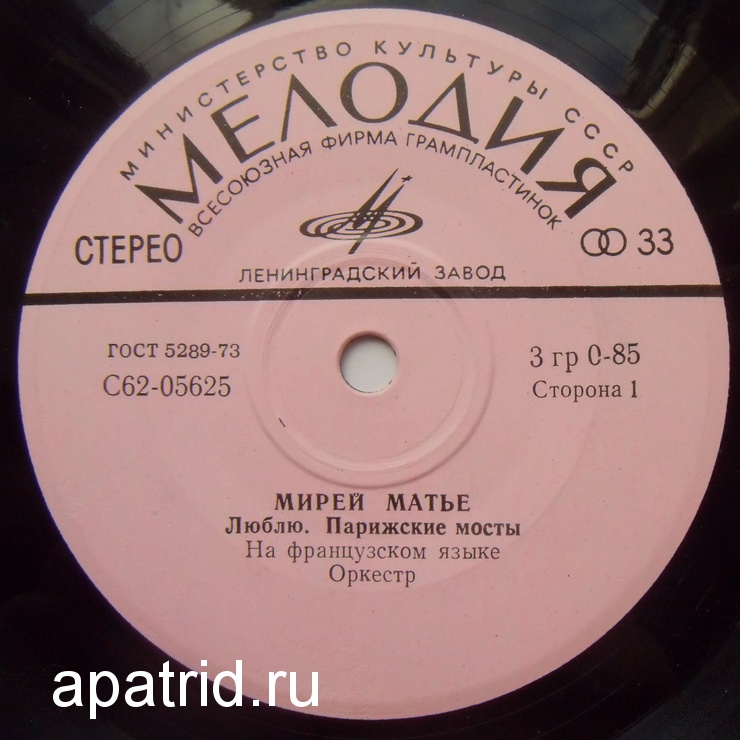 МИНИСТЕРСТВО КУЛЬТУРЫ СССР
МЕЛОДИЯ
ВСЕСОЮЗНАЯ ФИРМА ГРАМПЛАСТИНОК
СТЕРЕО
33
ЛЕНИНГРАДСКИЙ ЗАВОД
ГОСТ 5289-73
3 гр 0-85
С62-05625
Сторона 1
МИРЕЙ МАТЬЕ
Люблю. Парижские мосты
На французском языке
Оркестр
apatrid.ru